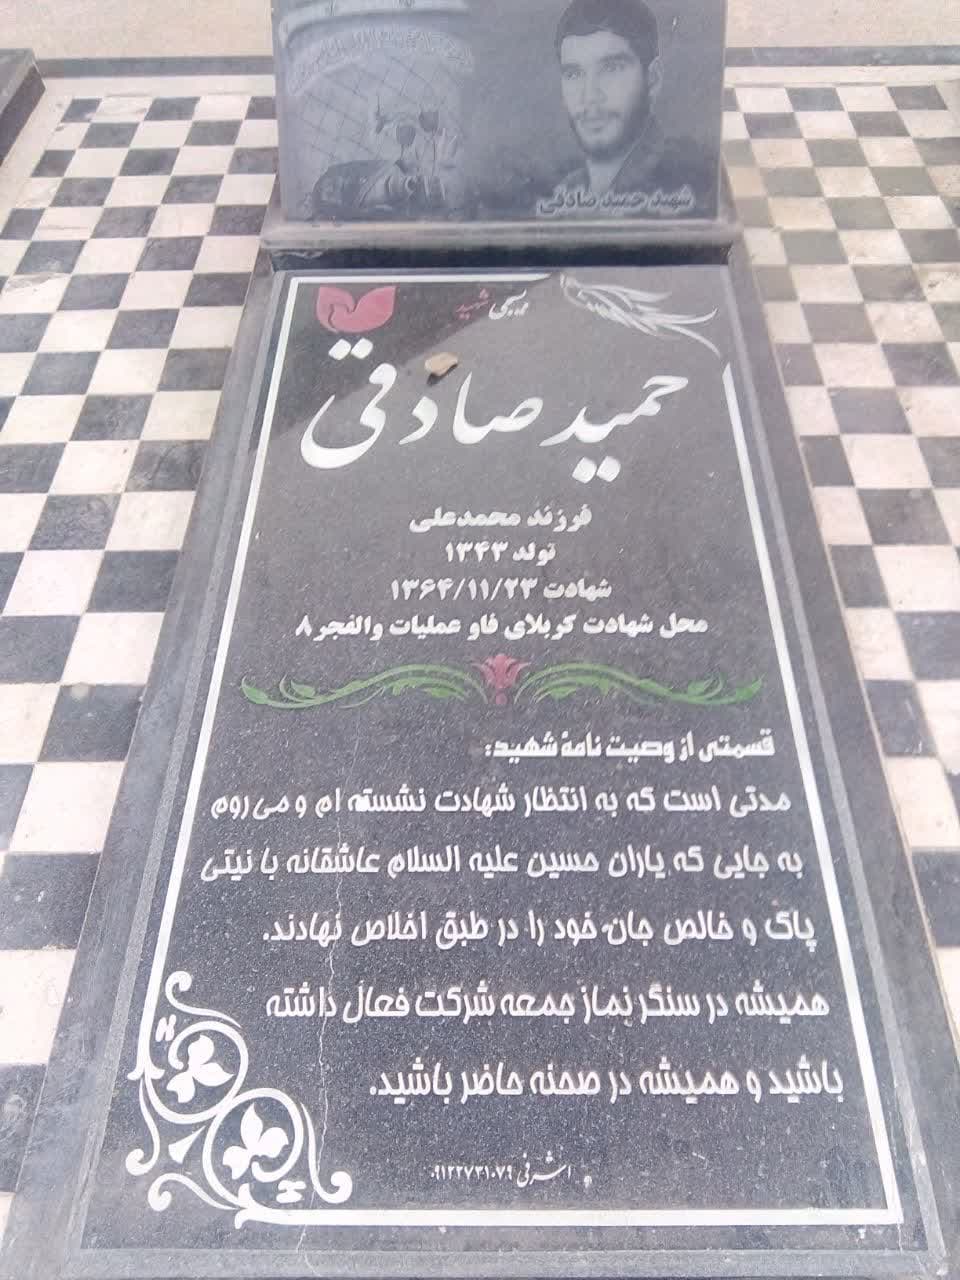 شهید حمید صادقی
بسیجی شهید
حمید صادقی
فرزند محمدعلی
تولد ۱۳۴۳
شهادت ۱۳۶۴/۱۱/۲۳
محل شهادت کربلای فاو عملیات والفجر ۸
قسمتی از وصیت نامهٔ شهید:
مدتی است که به انتظار شهادت نشسته ام و می روم
به جایی که یاران حسین علیه السلام عاشقانه با نیتی
پاک و خالص جان خود را در طبق اخلاص نهادند.
همیشه در سنگر نماز جمعه شرکت فعال داشته
باشید و همیشه در صحنه حاضر باشید.
اشرفی ۰۹۱۲۲۷۳۱۰۷۹